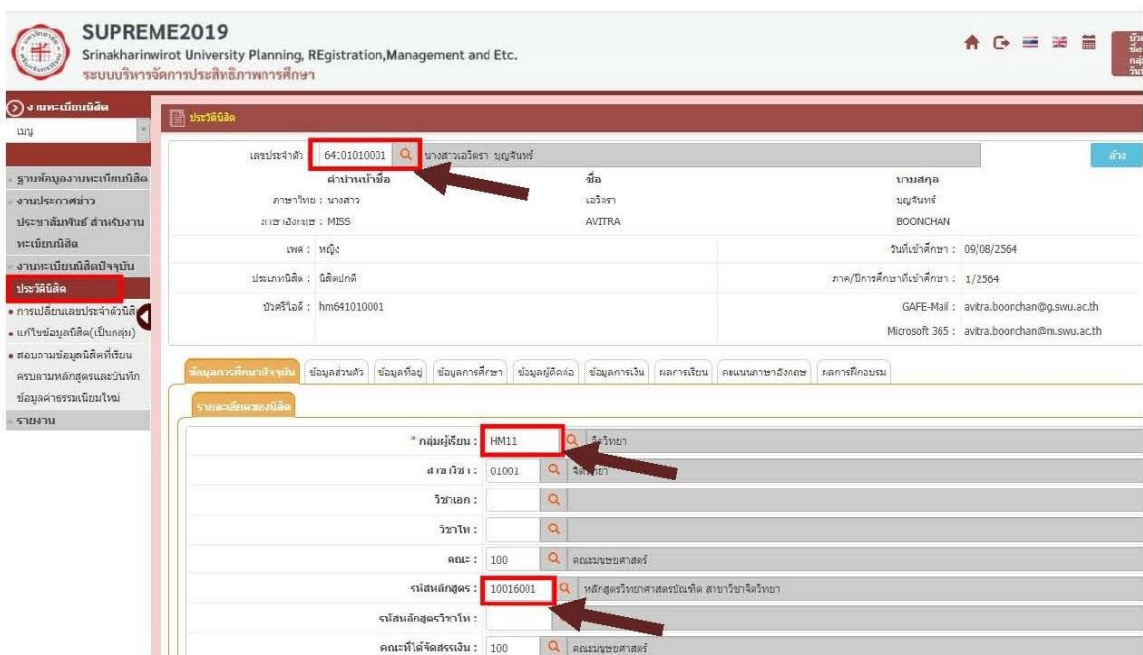 SUPREME2019
Srinakharinwirot University Planning, REgistration,Management and Etc.
ระบบบริหารจัดการประสิทธิภาพการศึกษา
งานทะเบียนนิสิต
เมนู
ฐานข้อมูลงานทะเบียนนิสิต
งานประกาศข่าว
ประชาสัมพันธ์ สำหรับงาน
ทะเบียนนิสิต
งานทะเบียนนิสิตปัจจุบัน
ประวัตินิสิต
การเปลี่ยนเลขประจำตัวนิสิ
แก้ไขข้อมูลนิสิต(เป็นกลุ่ม)
สอบถามข้อมูลนิสิตที่เรียน
ครบตามหลักสูตรและบันทึก
ข้อมูลค่าธรรมเนียมใหม่
รายงาน
ประวัตินิสิต
เลขประจำตัว 64101010001 นางสาวเอวิตรา บุญจันทร์ ล้าง
คำนำหน้าชื่อ ชื่อ นามสกุล
ภาษาไทย : นางสาว เอวิตรา บุญจันทร์
ภาษาอังกฤษ : MISS AVITRA BOONCHAN
เพศ : หญิง วันที่เข้าศึกษา : 09/08/2564
ประเภทนิสิต : นิสิตปกติ ภาค/ปีการศึกษาที่เข้าศึกษา : 1/2564
บัวศรีไอดี : hm641010001 GAFE-Mail : avitra.boonchan@g.swu.ac.th
Microsoft 365 : avitra.boonchan@m.swu.ac.th
ข้อมูลการศึกษาปัจจุบัน ข้อมูลส่วนตัว ข้อมูลที่อยู่ ข้อมูลการศึกษา ข้อมูลผู้ติดต่อ ข้อมูลการเงิน ผลการเรียน คะแนนภาษาอังกฤษ ผลการฝึกอบรม
รายละเอียดของนิสิต
* กลุ่มผู้เรียน : HM11 จิตวิทยา
สาขาวิชา : 01001 จิตวิทยา
วิชาเอก :
วิชาโท :
คณะ : 100 คณะมนุษยศาสตร์
รหัสหลักสูตร : 10016001 หลักสูตรวิทยาศาสตรบัณฑิต สาขาวิชาจิตวิทยา
รหัสหลักสูตรวิชาโท :
คณะที่ได้จัดสรรเงิน : 100 คณะมนุษยศาสตร์